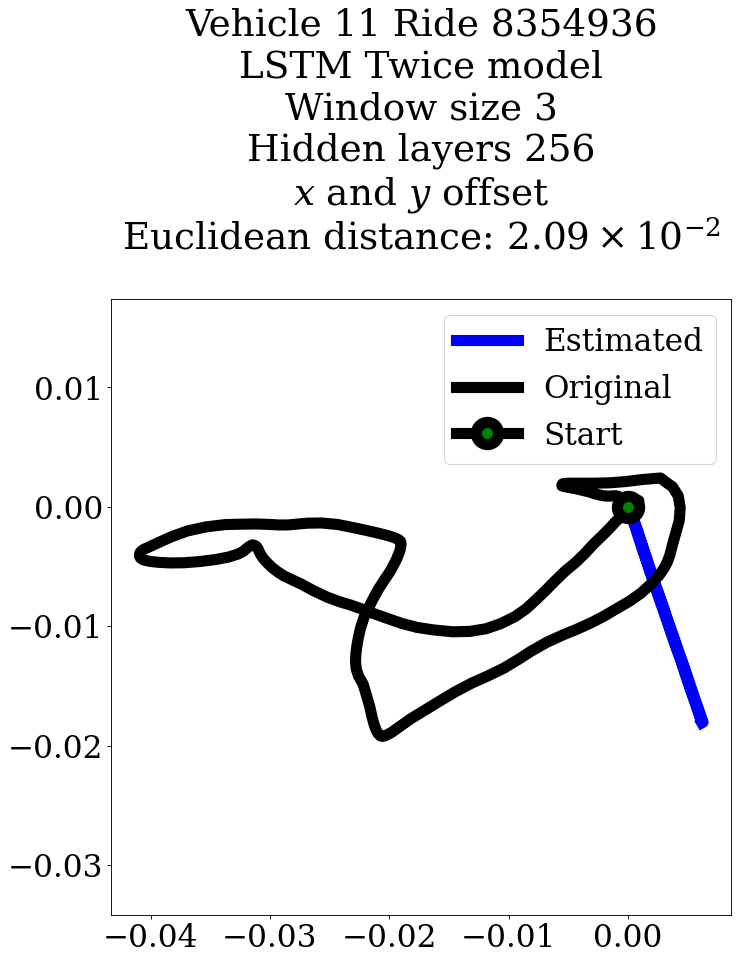 Vehicle 11 Ride 8354936
LSTM Twice model
Window size 3
Hidden layers 256
x and y offset
Euclidean distance: 2.09 × 10⁻²
Estimated
Original
Start
0.01
0.00
−0.01
−0.02
−0.03
−0.04 −0.03 −0.02 −0.01 0.00